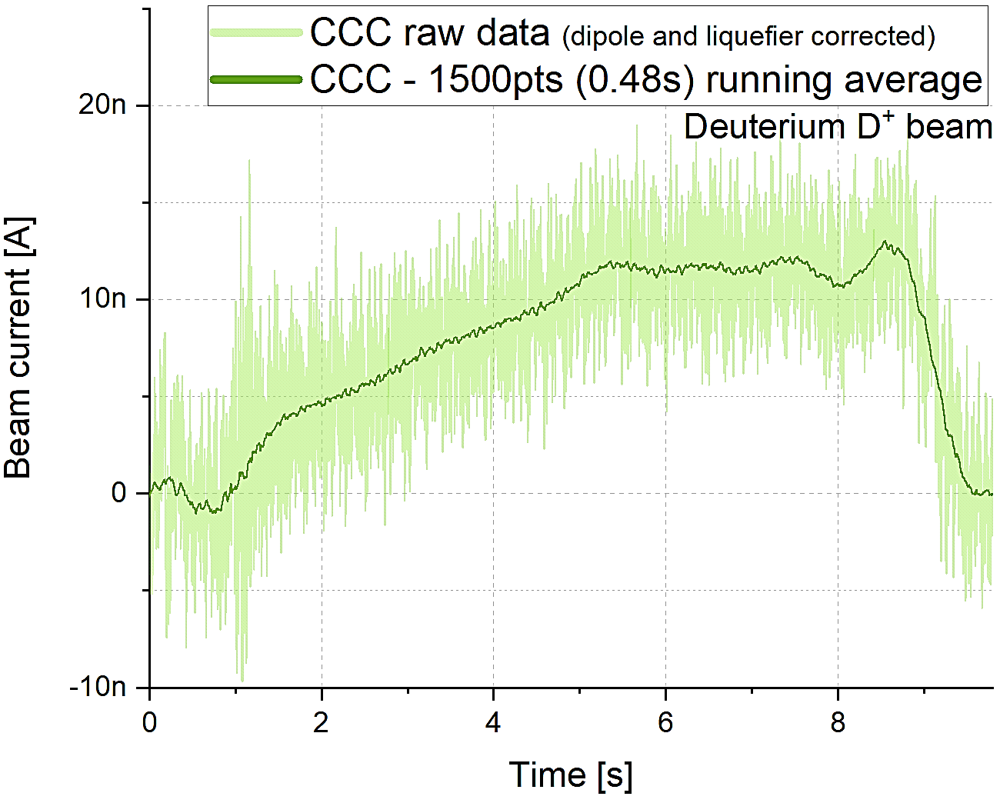 CCC raw data (dipole and liquefier corrected)
CCC - 1500pts (0.48s) running average
Deuterium D⁺ beam
20n
10n
0
-10n
Beam current [A]
0 2 4 6 8
Time [s]